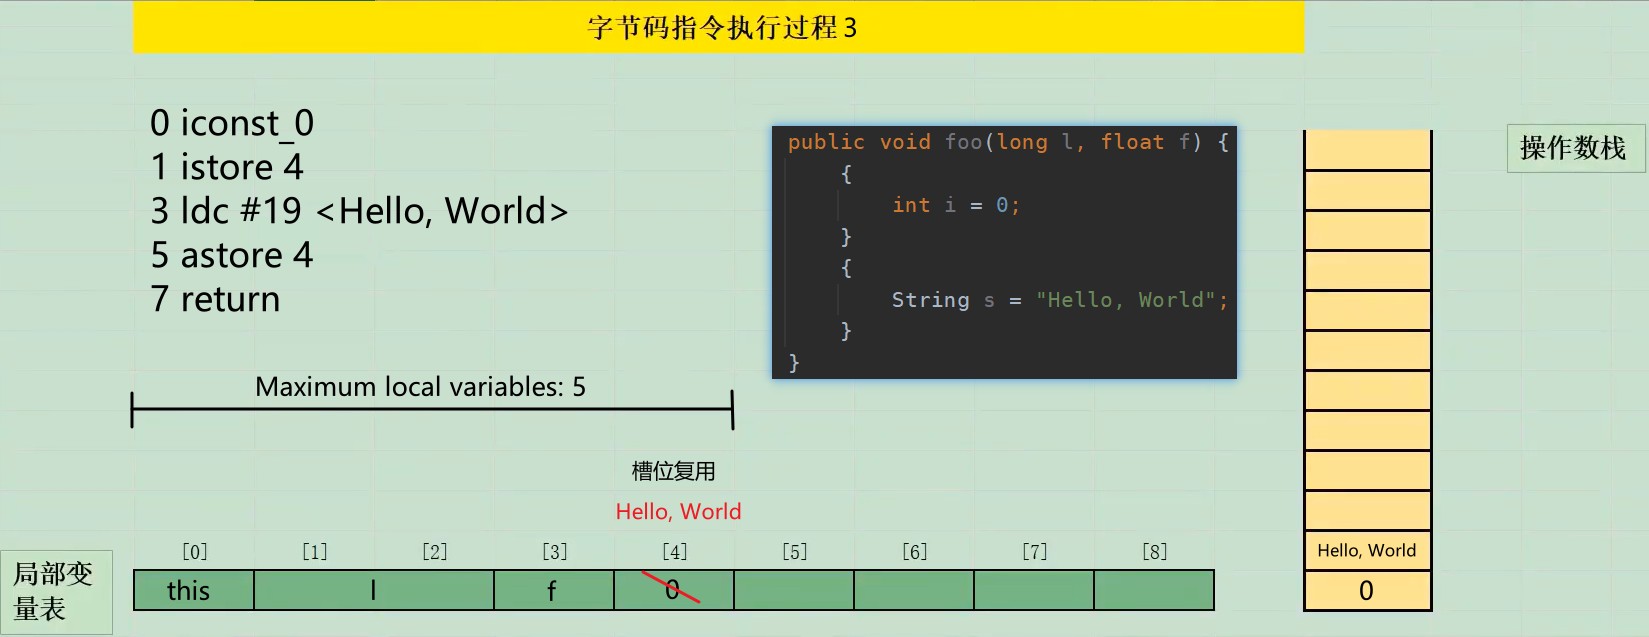 字节码指令执行过程3
0 iconst_0
1 istore 4
3 ldc #19 <Hello, World>
5 astore 4
7 return
public void foo(long l, float f) {
{
int i = 0;
}
{
String s = "Hello, World";
}
}
操作数栈
Maximum local variables: 5
槽位复用
Hello, World
[0] [1] [2] [3] [4] [5] [6] [7] [8]
局部变
量表
this l f 0
Hello, World
0